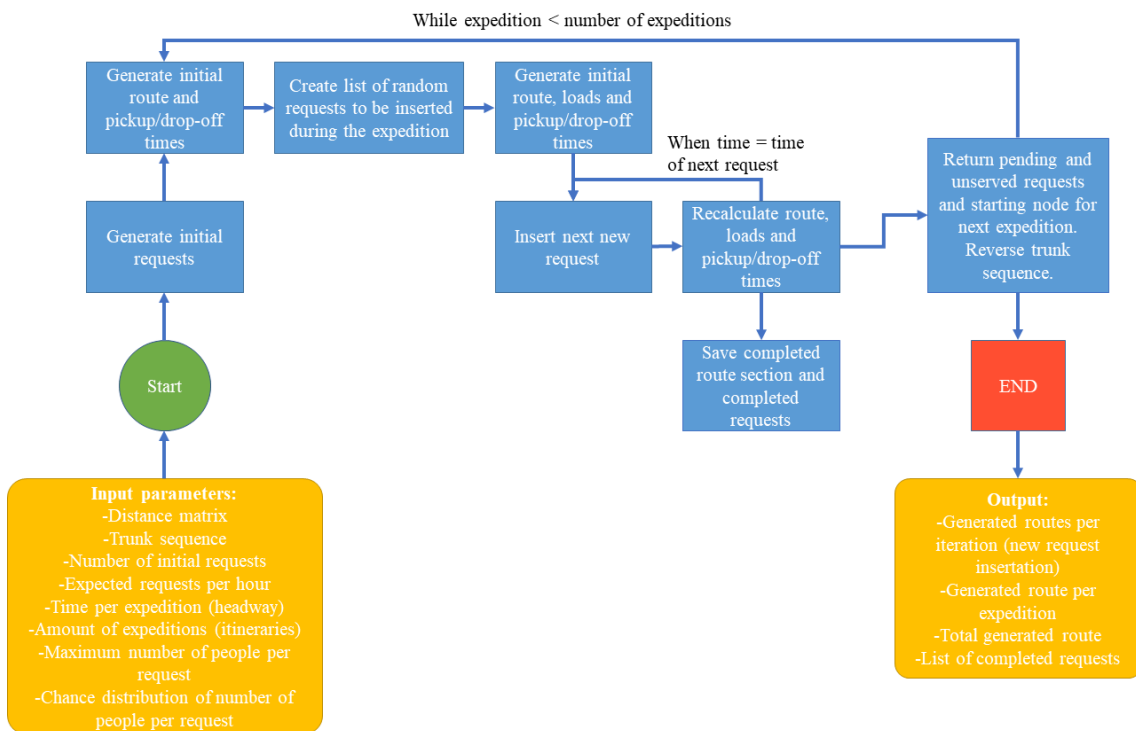 While expedition < number of expeditions
Generate initial
route and
pickup/drop-off
times
Create list of random
requests to be inserted
during the expedition
Generate initial
route, loads and
pickup/drop-off
times
When time = time
of next request
Return pending and
unserved requests
and starting node for
next expedition.
Reverse trunk
sequence.
Generate initial
requests
Insert next new
request
Recalculate route,
loads and
pickup/drop-off
times
Start
Save completed
route section and
completed
requests
END
Input parameters:
-Distance matrix
-Trunk sequence
-Number of initial requests
-Expected requests per hour
-Time per expedition (headway)
-Amount of expeditions (itineraries)
-Maximum number of people per
request
-Chance distribution of number of
people per request
Output:
-Generated routes per
iteration (new request
insertation)
-Generated route per
expedition
-Total generated route
-List of completed requests